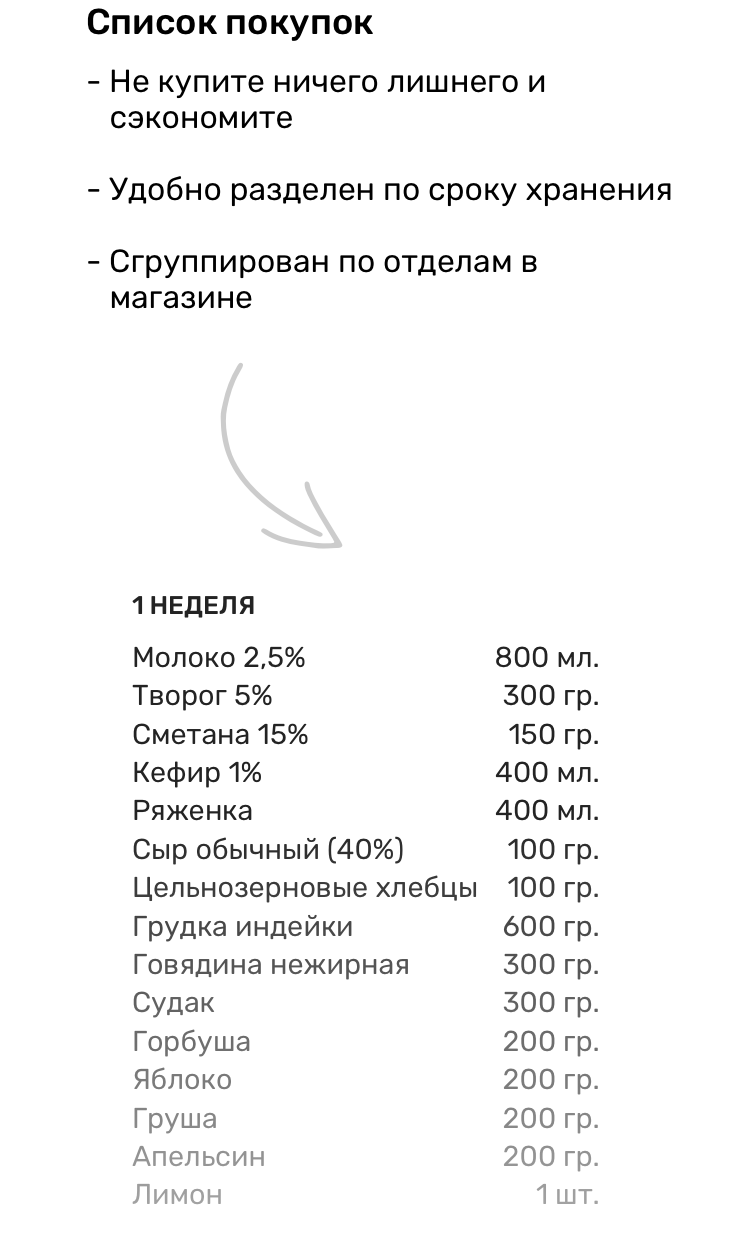 Список покупок
- Не купите ничего лишнего и
сэкономите
- Удобно разделен по сроку хранения
- Сгруппирован по отделам в
магазине
1 НЕДЕЛЯ
Молоко 2,5% 800 мл.
Творог 5% 300 гр.
Сметана 15% 150 гр.
Кефир 1% 400 мл.
Ряженка 400 мл.
Сыр обычный (40%) 100 гр.
Цельнозерновые хлебцы 100 гр.
Грудка индейки 600 гр.
Говядина нежирная 300 гр.
Судак 300 гр.
Горбуша 200 гр.
Яблоко 200 гр.
Груша 200 гр.
Апельсин 200 гр.
Лимон 1 шт.